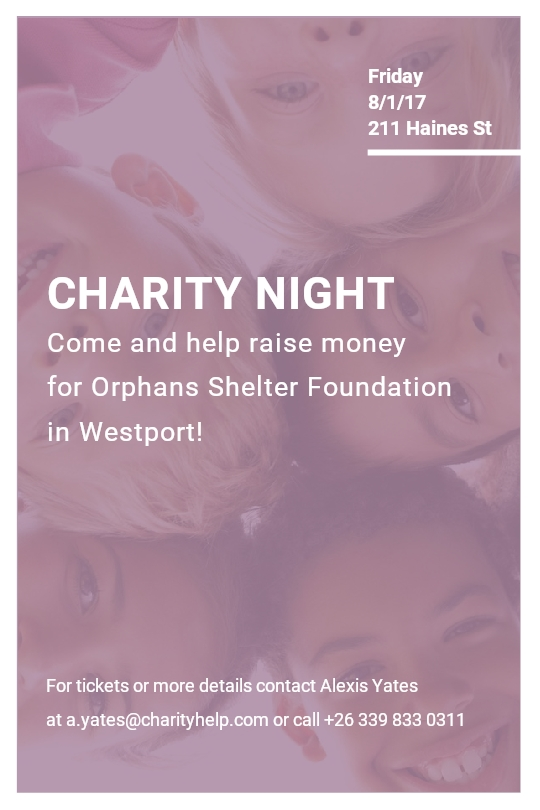 Friday
8/1/17
211 Haines St
CHARITY NIGHT
Come and help raise money
for Orphans Shelter Foundation
in Westport!
For tickets or more details contact Alexis Yates
at a.yates@charityhelp.com or call +26 339 833 0311